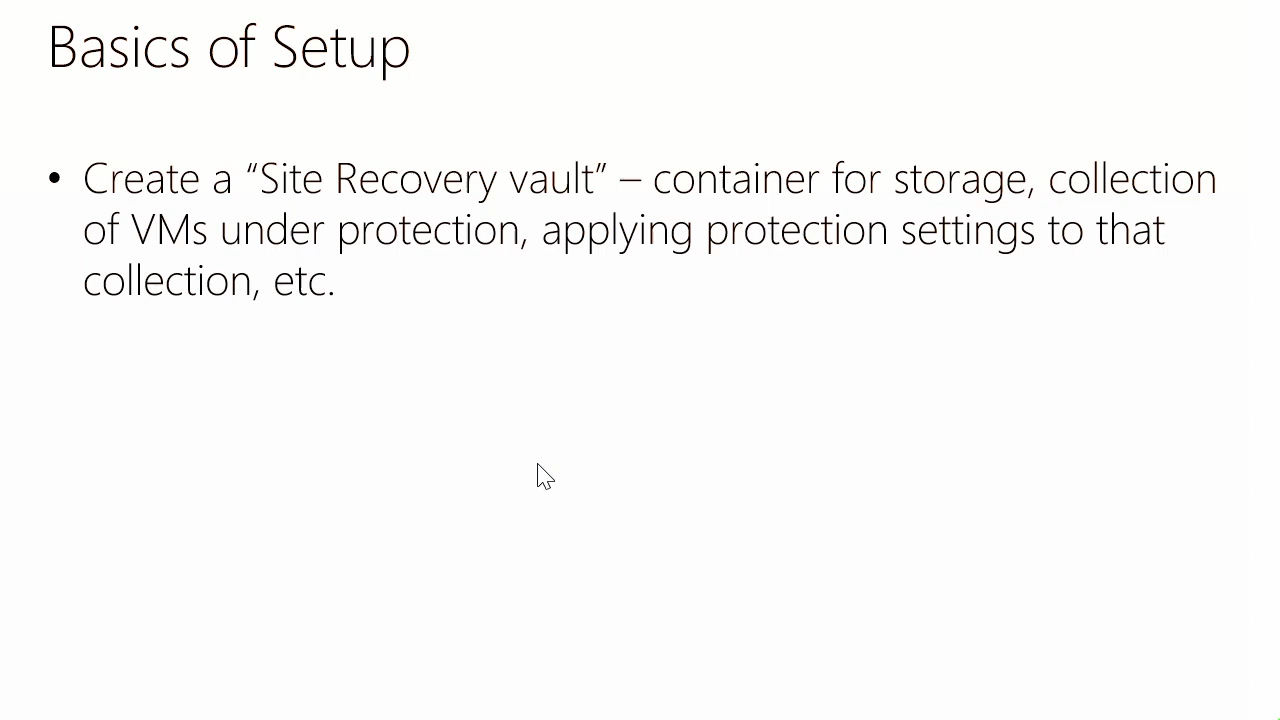 Basics of Setup
• Create a “Site Recovery vault” – container for storage, collection
of VMs under protection, applying protection settings to that
collection, etc.